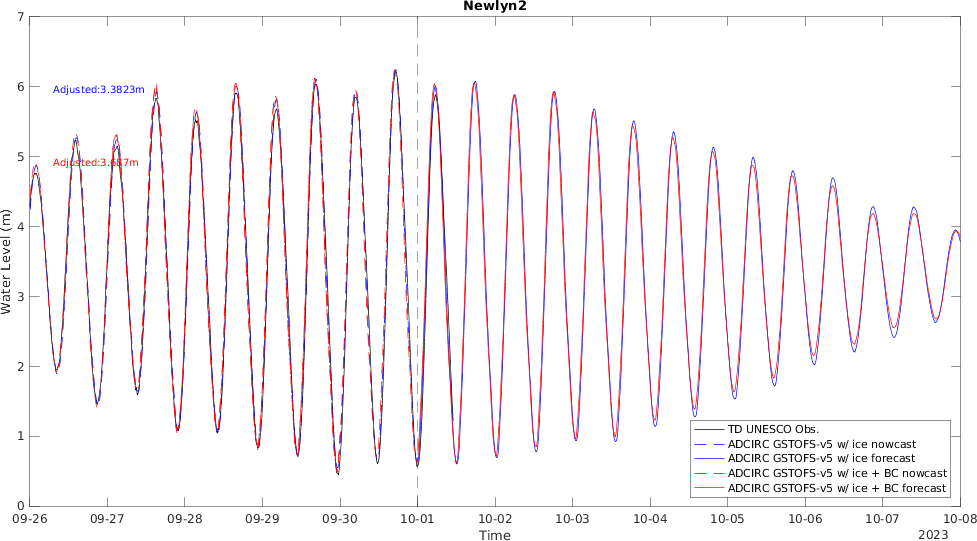 Newlyn2
7
6
5
4
3
2
1
0
Water Level (m)
Adjusted:3.3823m
Adjusted:3.687m
TD UNESCO Obs.
ADCIRC GSTOFS-v5 w/ ice nowcast
ADCIRC GSTOFS-v5 w/ ice forecast
ADCIRC GSTOFS-v5 w/ ice + BC nowcast
ADCIRC GSTOFS-v5 w/ ice + BC forecast
09-26 09-27 09-28 09-29 09-30 10-01 10-02 10-03 10-04 10-05 10-06 10-07 10-08
Time
2023